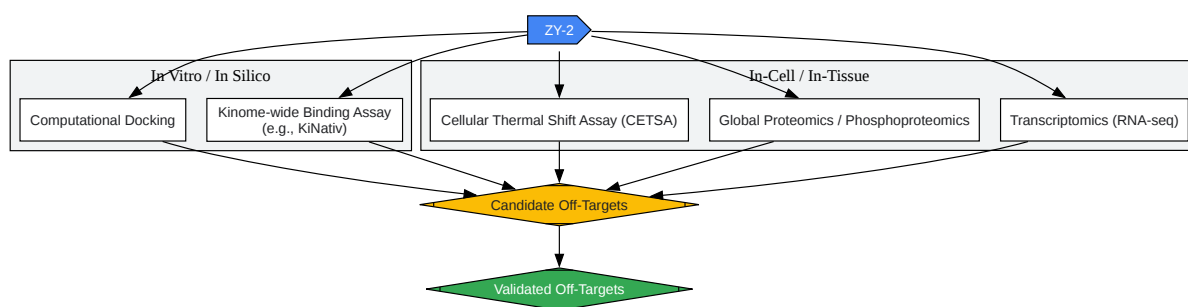 ZY-2
In Vitro / In Silico
In-Cell / In-Tissue
Computational Docking
Kinome-wide Binding Assay
(e.g., KiNativ)
Cellular Thermal Shift Assay (CETSA)
Global Proteomics / Phosphoproteomics
Transcriptomics (RNA-seq)
Candidate Off-Targets
Validated Off-Targets